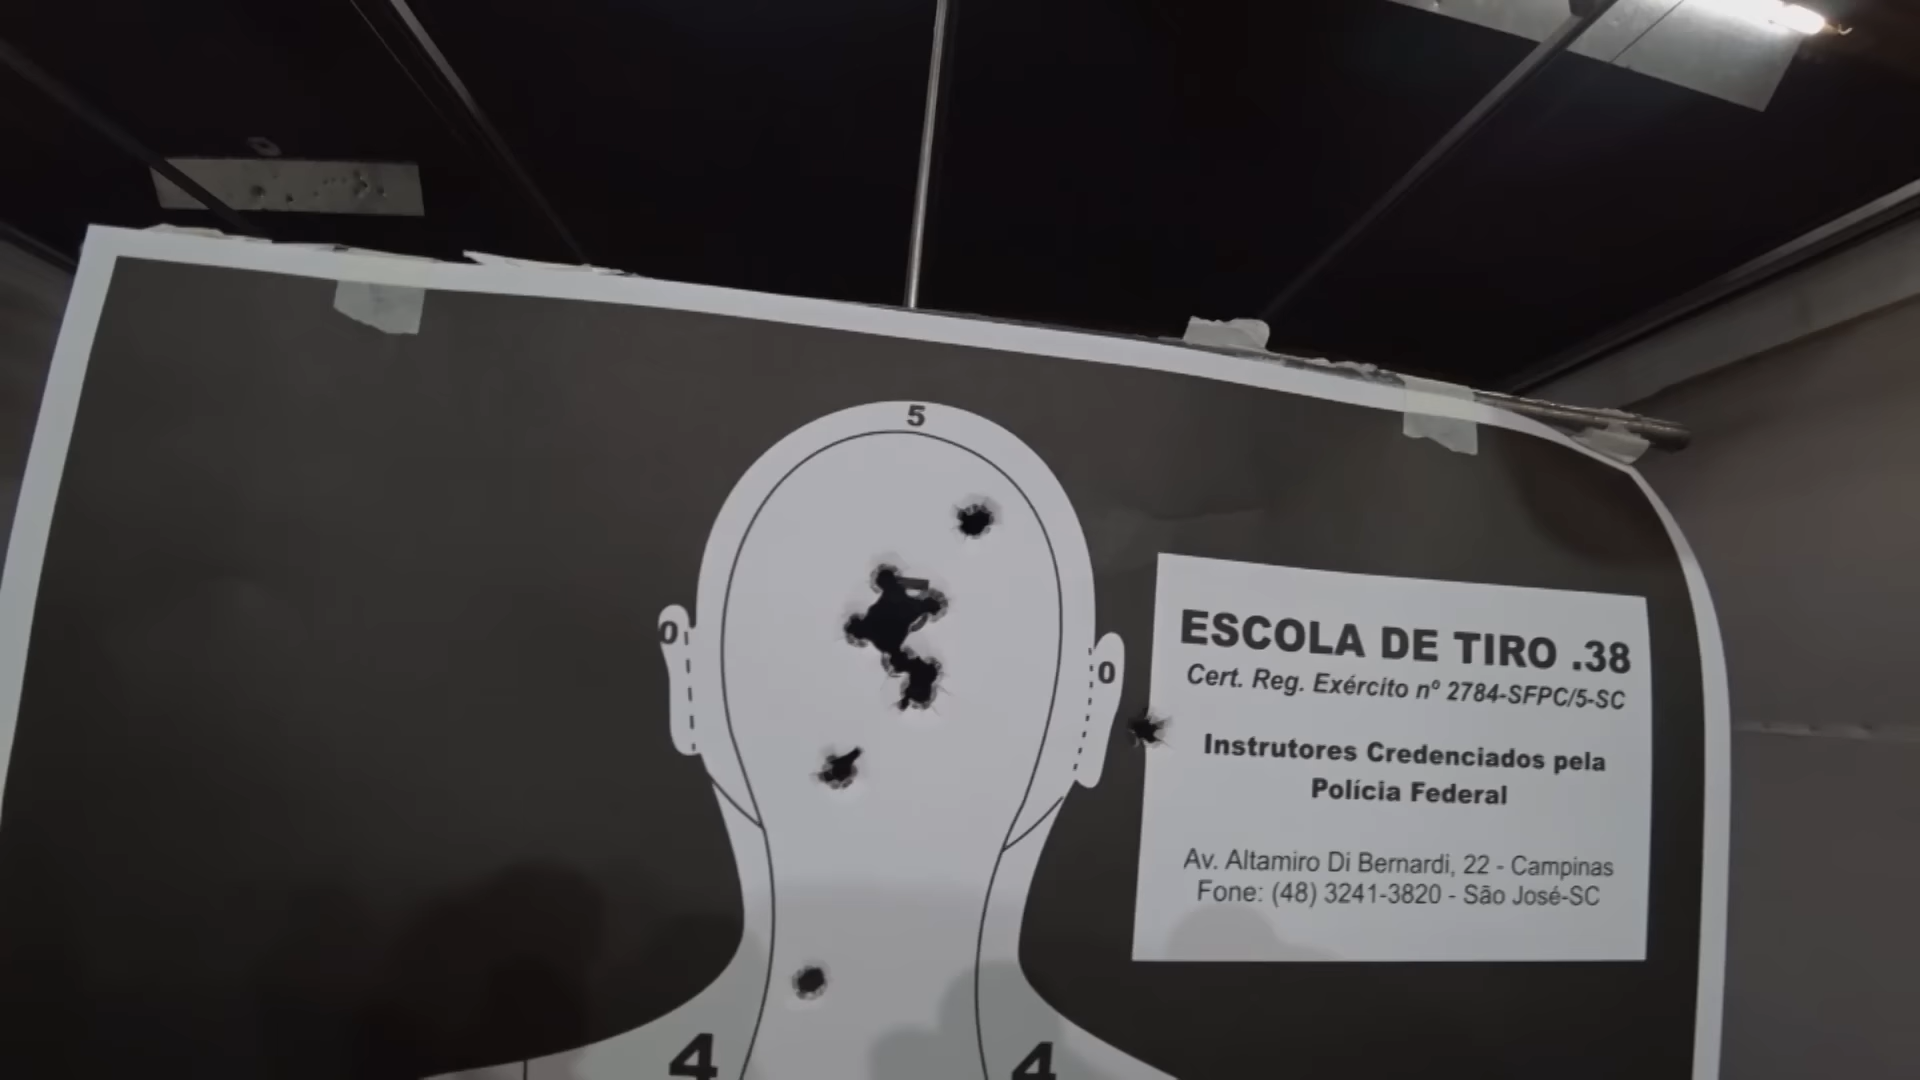 5
0
0
ESCOLA DE TIRO .38
Cert. Reg. Exército nº 2784-SFPC/5-SC
Instrutores Credenciados pela
Polícia Federal
Av. Altamiro Di Bernardi, 22 - Campinas
Fone: (48) 3241-3820 - São José-SC
4
4